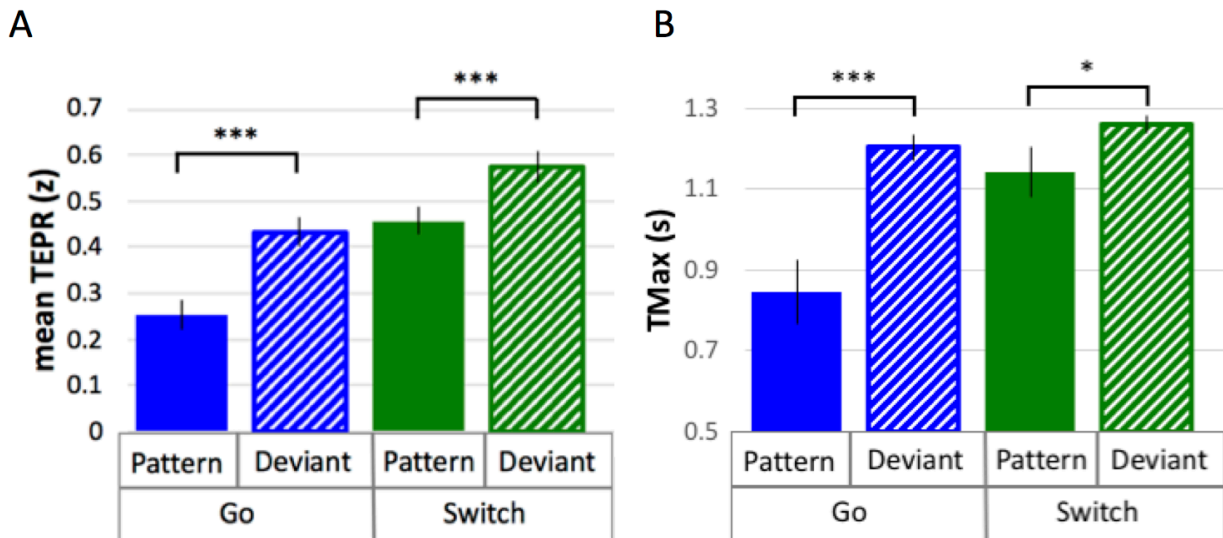 A
mean TEPR (z)
0.7
0.6
0.5
0.4
0.3
0.2
0.1
0
***
***
Pattern Deviant Pattern Deviant
Go Switch
B
TMax (s)
1.3
1.1
0.9
0.7
0.5
***
*
Pattern Deviant Pattern Deviant
Go Switch